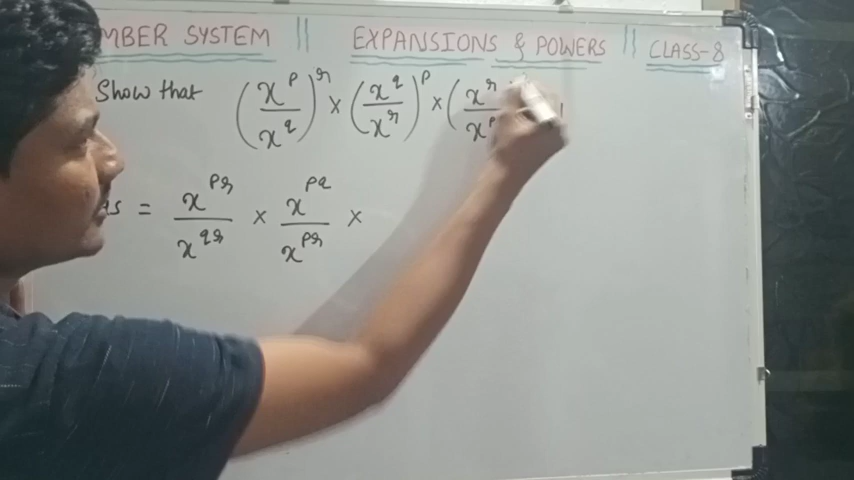 MBER SYSTEM || EXPANSIONS & POWERS || CLASS-8
Show that (x^p/x^q)^r × (x^q/x^r)^p × (x^r/x^p
= x^pr/x^qr × x^pq/x^pr ×